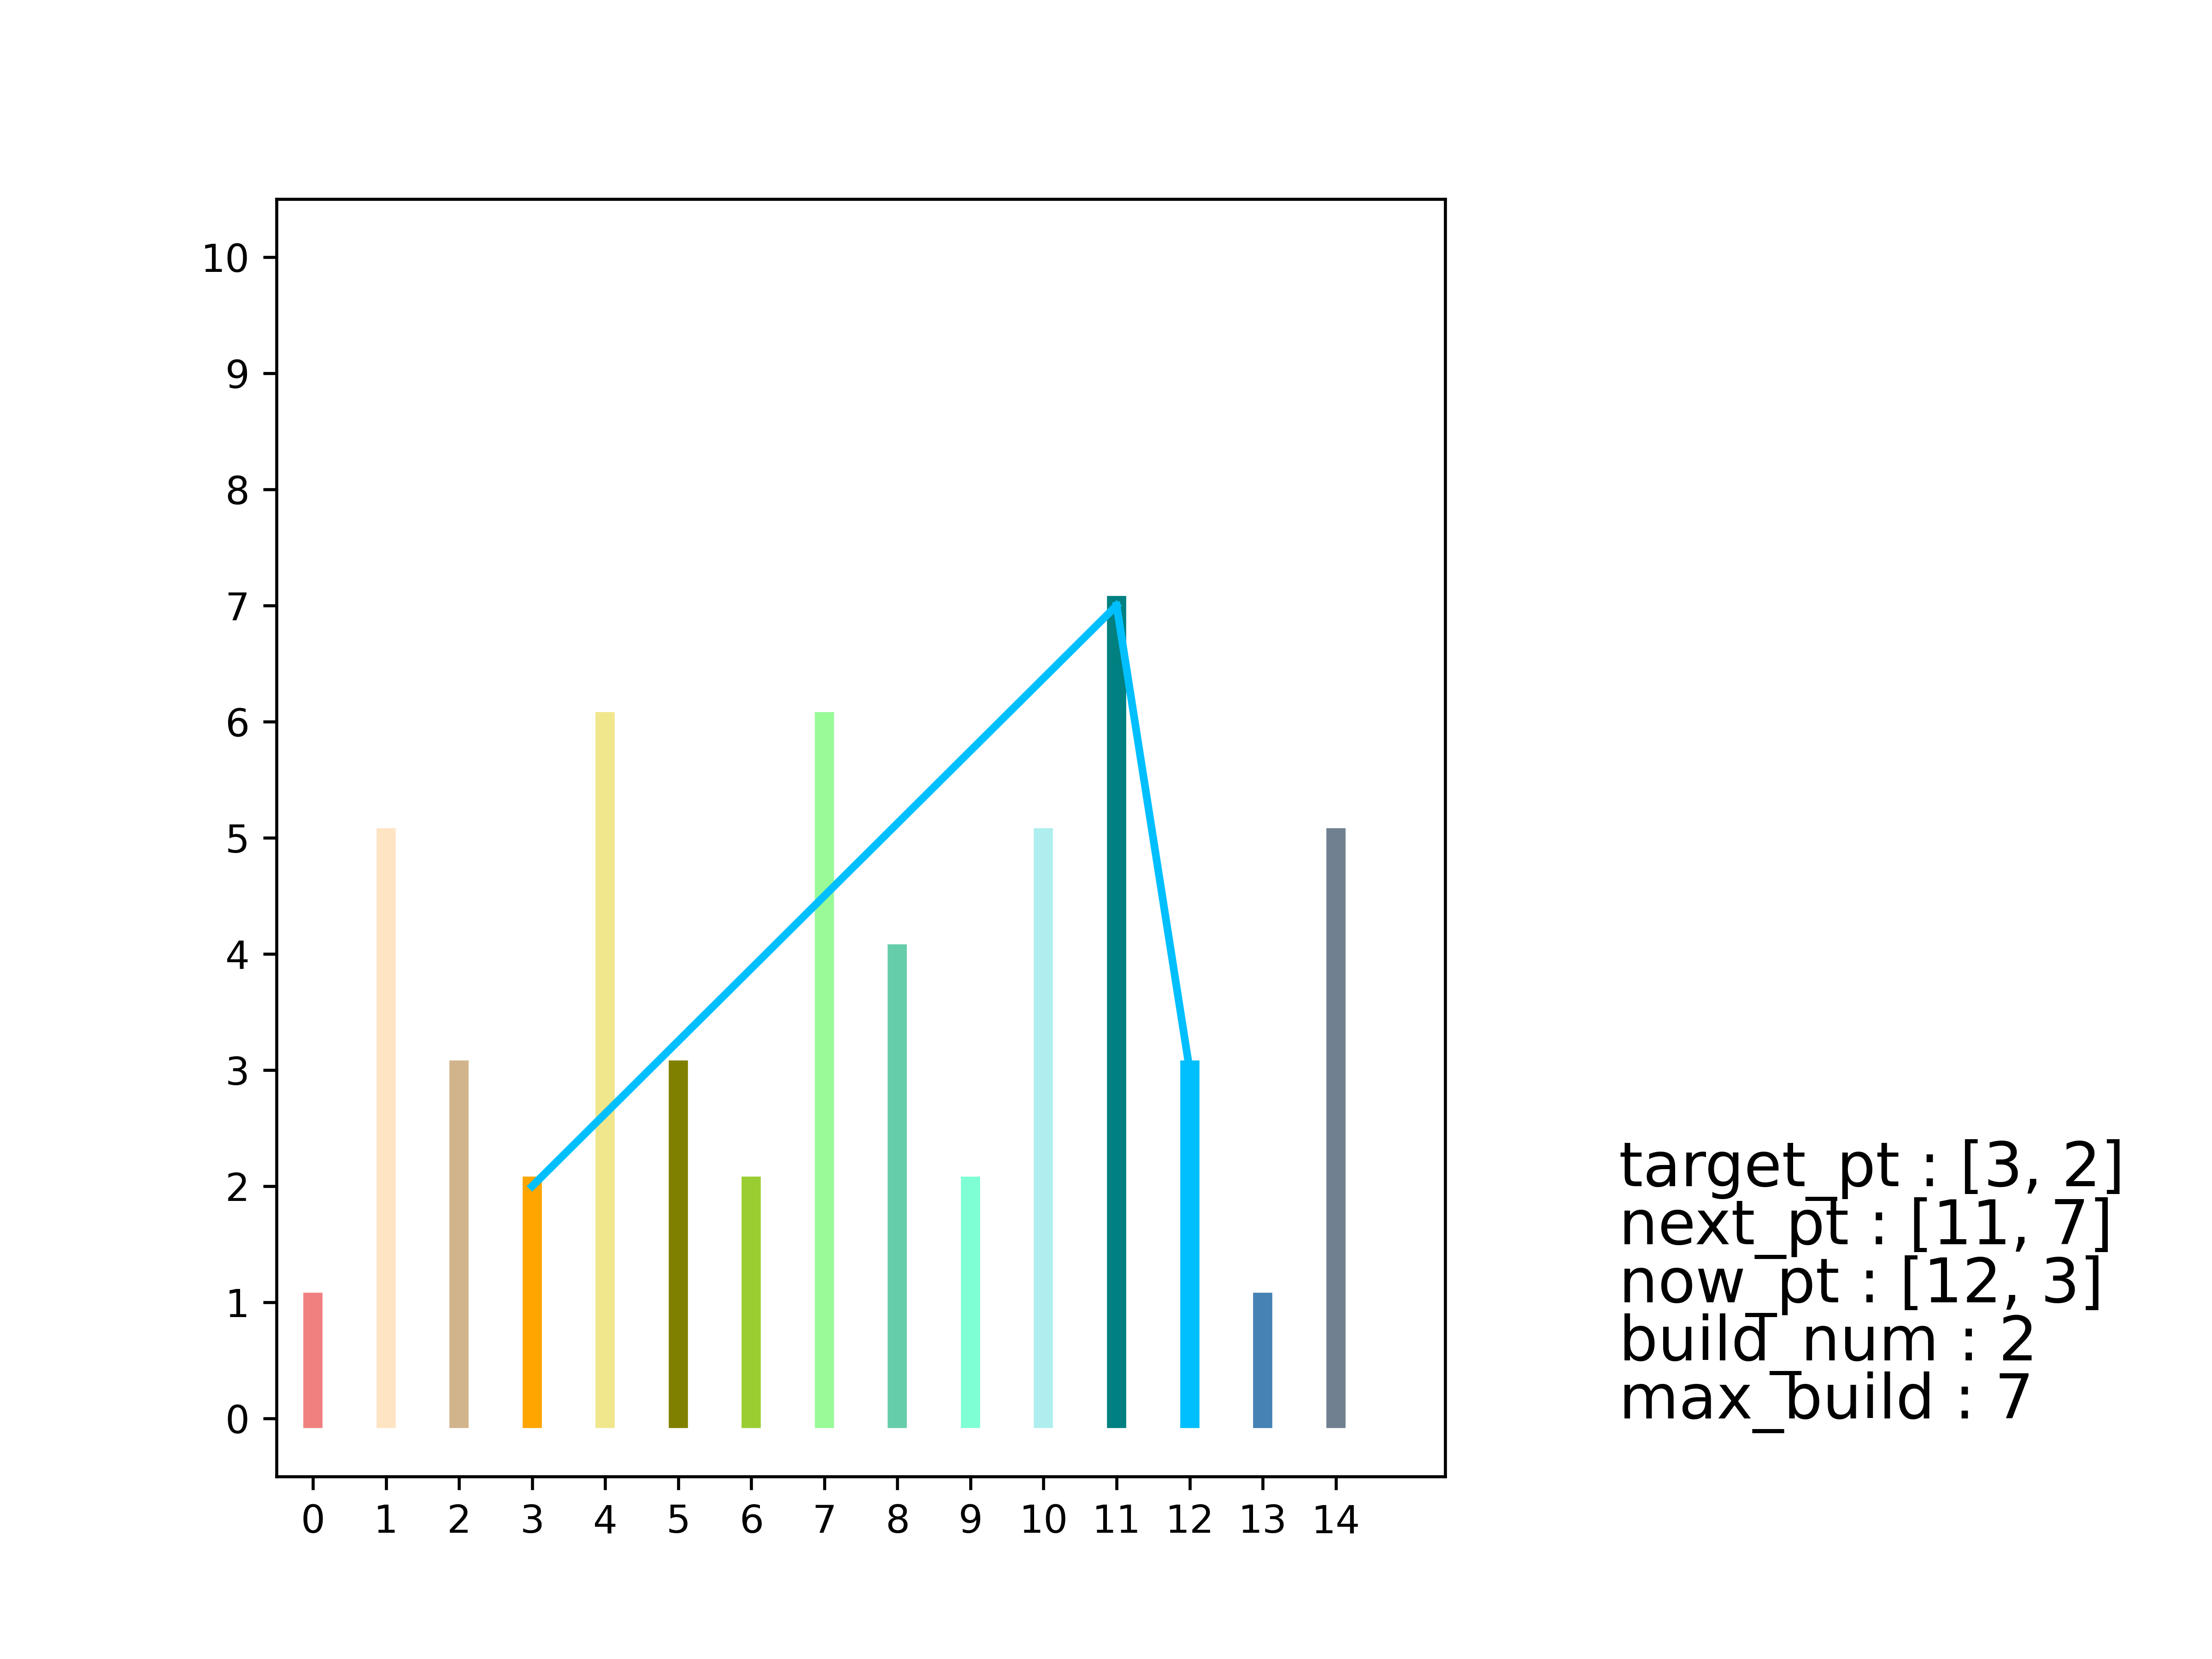 10
9
8
7
6
5
4
3
2
1
0
0 1 2 3 4 5 6 7 8 9 10 11 12 13 14
target_pt : [3, 2]
next_pt : [11, 7]
now_pt : [12, 3]
build_num : 2
max_build : 7